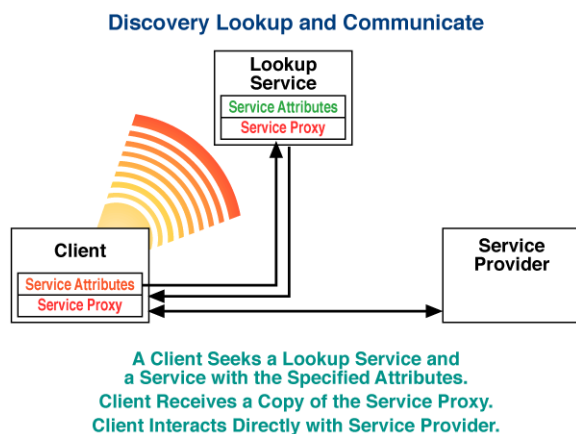 Discovery Lookup and Communicate
Lookup
Service
Service Attributes
Service Proxy
Client
Service Attributes
Service Proxy
Service
Provider
A Client Seeks a Lookup Service and
a Service with the Specified Attributes.
Client Receives a Copy of the Service Proxy.
Client Interacts Directly with Service Provider.